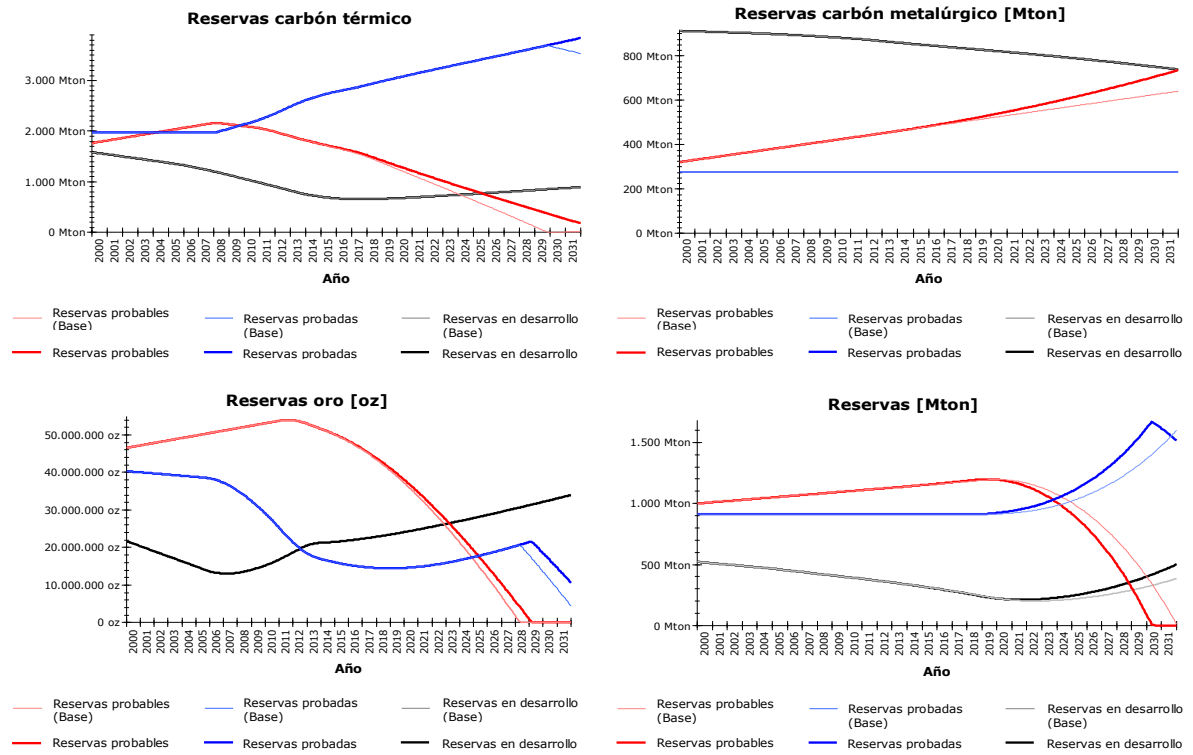 Reservas carbón térmico
3.000 Mton
2.000 Mton
1.000 Mton
0 Mton
2000 2001 2002 2003 2004 2005 2006 2007 2008 2009 2010 2011 2012 2013 2014 2015 2016 2017 2018 2019 2020 2021 2022 2023 2024 2025 2026 2027 2028 2029 2030 2031
Año
Reservas probables (Base)
Reservas probadas (Base)
Reservas en desarrollo (Base)
Reservas probables
Reservas probadas
Reservas en desarrollo
Reservas carbón metalúrgico [Mton]
800 Mton
600 Mton
400 Mton
200 Mton
0 Mton
2000 2001 2002 2003 2004 2005 2006 2007 2008 2009 2010 2011 2012 2013 2014 2015 2016 2017 2018 2019 2020 2021 2022 2023 2024 2025 2026 2027 2028 2029 2030 2031
Año
Reservas probables (Base)
Reservas probadas (Base)
Reservas en desarrollo (Base)
Reservas probables
Reservas probadas
Reservas en desarrollo
Reservas oro [oz]
50.000.000 oz
40.000.000 oz
30.000.000 oz
20.000.000 oz
10.000.000 oz
0 oz
2000 2001 2002 2003 2004 2005 2006 2007 2008 2009 2010 2011 2012 2013 2014 2015 2016 2017 2018 2019 2020 2021 2022 2023 2024 2025 2026 2027 2028 2029 2030 2031
Año
Reservas probables (Base)
Reservas probadas (Base)
Reservas en desarrollo (Base)
Reservas probables
Reservas probadas
Reservas en desarrollo
Reservas [Mton]
1.500 Mton
1.000 Mton
500 Mton
0 Mton
2000 2001 2002 2003 2004 2005 2006 2007 2008 2009 2010 2011 2012 2013 2014 2015 2016 2017 2018 2019 2020 2021 2022 2023 2024 2025 2026 2027 2028 2029 2030 2031
Año
Reservas probables (Base)
Reservas probadas (Base)
Reservas en desarrollo (Base)
Reservas probables
Reservas probadas
Reservas en desarrollo